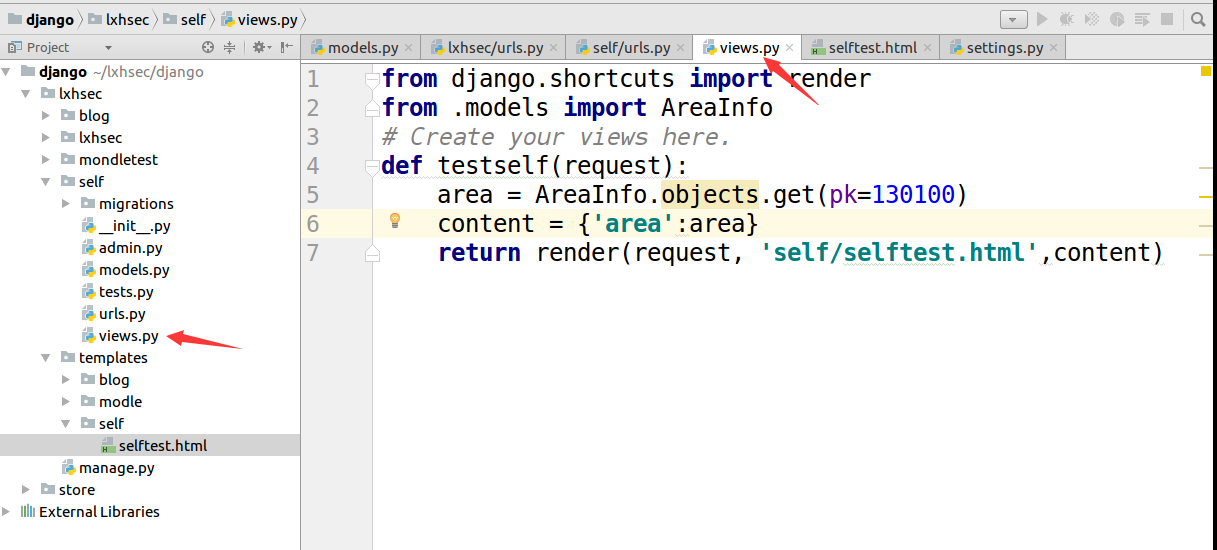 django lxhsec self views.py
Project
models.py lxhsec/urls.py self/urls.py views.py selftest.html settings.py
django ~/lxhsec/django
lxhsec
blog
lxhsec
mondletest
self
migrations
__init__.py
admin.py
models.py
tests.py
urls.py
views.py
templates
blog
modle
self
selftest.html
manage.py
store
External Libraries
1 from django.shortcuts import render
2 from .models import AreaInfo
3 # Create your views here.
4 def testself(request):
5 area = AreaInfo.objects.get(pk=130100)
6 content = {'area':area}
7 return render(request, 'self/selftest.html',content)